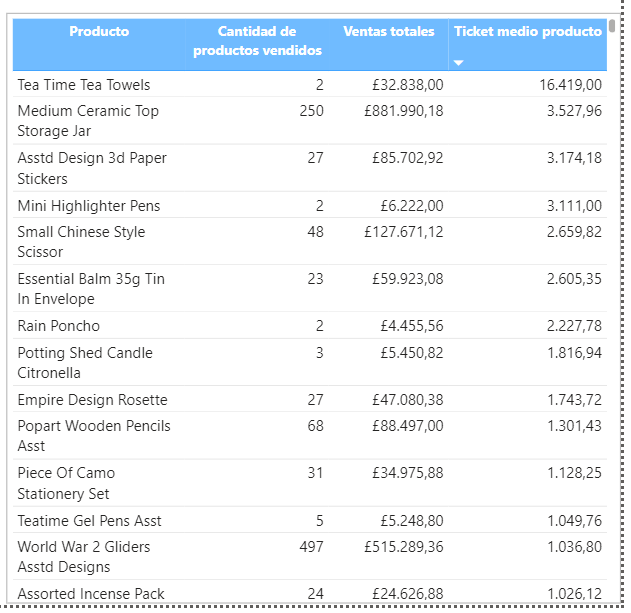 Producto Cantidad de productos vendidos Ventas totales Ticket medio producto
Tea Time Tea Towels 2 £32.838,00 16.419,00
Medium Ceramic Top Storage Jar 250 £881.990,18 3.527,96
Asstd Design 3d Paper Stickers 27 £85.702,92 3.174,18
Mini Highlighter Pens 2 £6.222,00 3.111,00
Small Chinese Style Scissor 48 £127.671,12 2.659,82
Essential Balm 35g Tin In Envelope 23 £59.923,08 2.605,35
Rain Poncho 2 £4.455,56 2.227,78
Potting Shed Candle Citronella 3 £5.450,82 1.816,94
Empire Design Rosette 27 £47.080,38 1.743,72
Popart Wooden Pencils Asst 68 £88.497,00 1.301,43
Piece Of Camo Stationery Set 31 £34.975,88 1.128,25
Teatime Gel Pens Asst 5 £5.248,80 1.049,76
World War 2 Gliders Asstd Designs 497 £515.289,36 1.036,80
Assorted Incense Pack 24 £24.626,88 1.026,12